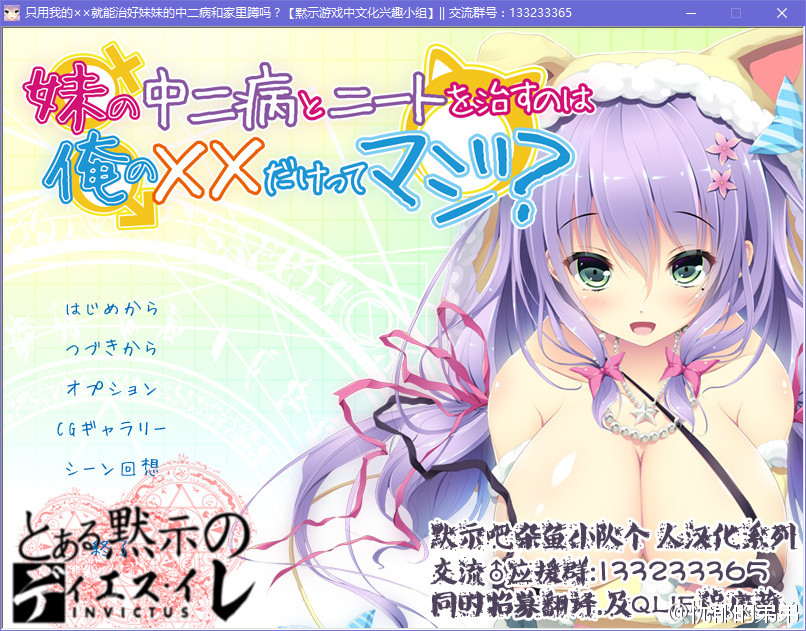 只用我的××就能治好妹妹的中二病和家里蹲吗？【黙示游戏中文化兴趣小组】|| 交流群号：133233365
妹の中二病とニートを治すのは
俺の××だけってマジ?
はじめから
つづきから
オプション
CGギャラリー
シーン回想
とある黙示の
ディエス・イレ
INVICTUS.
默示吧杂鱼小队个人汉化系列
交流♂应援群:133233365
同时招募翻译.及QLIE